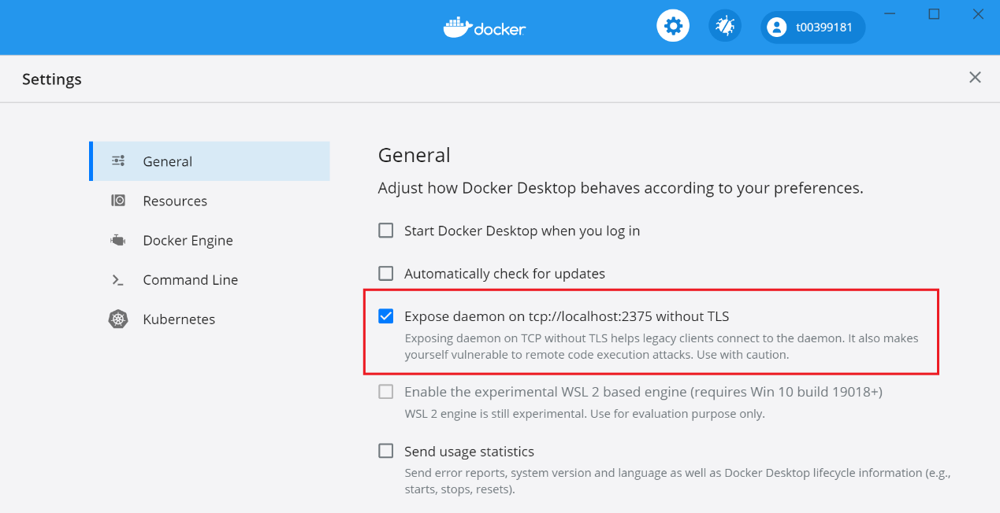 docker
t00399181
Settings
General
Resources
Docker Engine
Command Line
Kubernetes
General
Adjust how Docker Desktop behaves according to your preferences.
Start Docker Desktop when you log in
Automatically check for updates
Expose daemon on tcp://localhost:2375 without TLS
Exposing daemon on TCP without TLS helps legacy clients connect to the daemon. It also makes
yourself vulnerable to remote code execution attacks. Use with caution.
Enable the experimental WSL 2 based engine (requires Win 10 build 19018+)
WSL 2 engine is still experimental. Use for evaluation purpose only.
Send usage statistics
Send error reports, system version and language as well as Docker Desktop lifecycle information (e.g.,
starts, stops, resets).